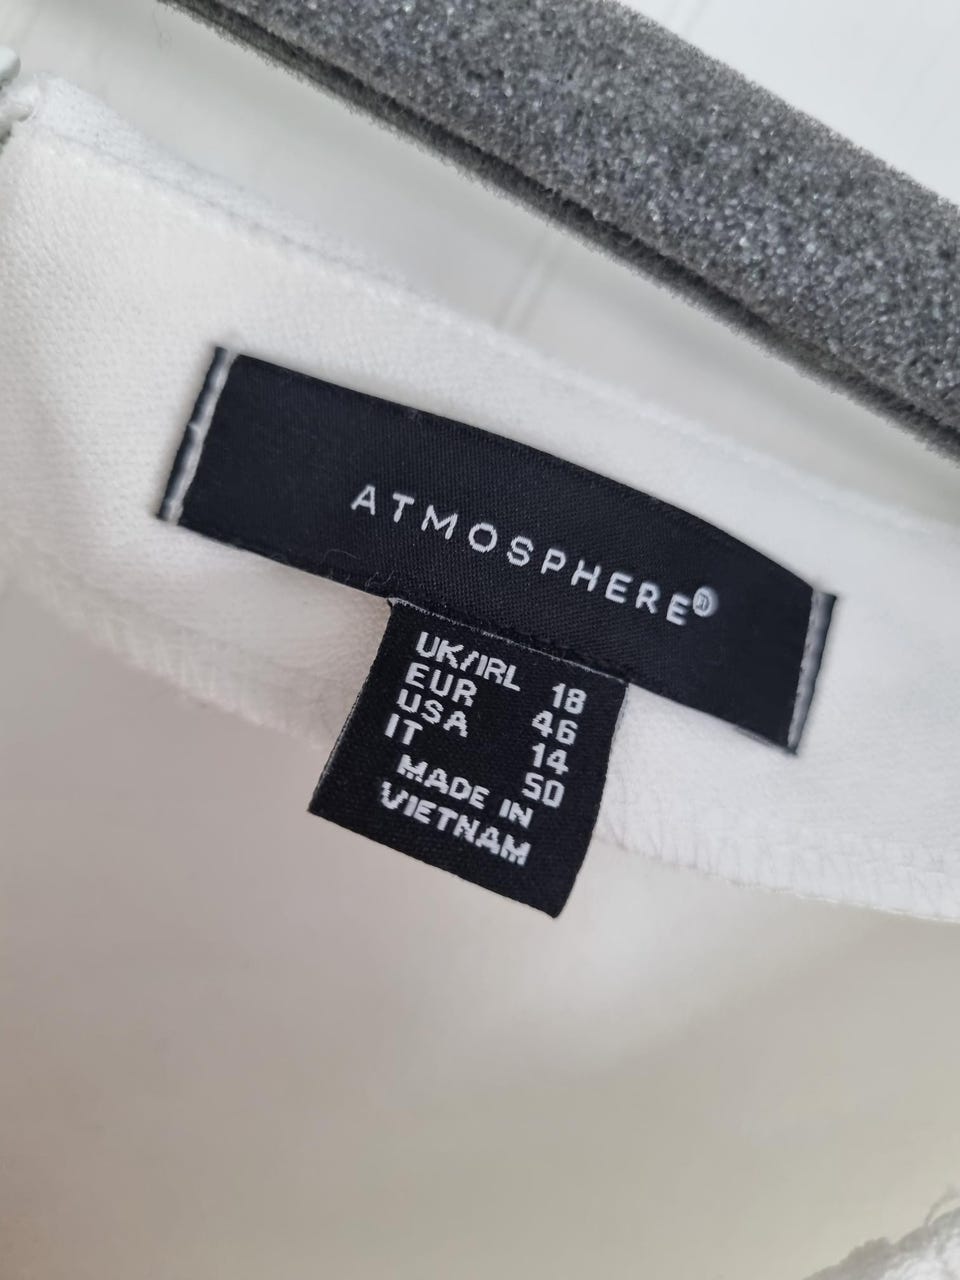 ATMOSPHERE®
UK/IRL 18
EUR 46
USA 14
IT 50
MADE IN
VIETNAM